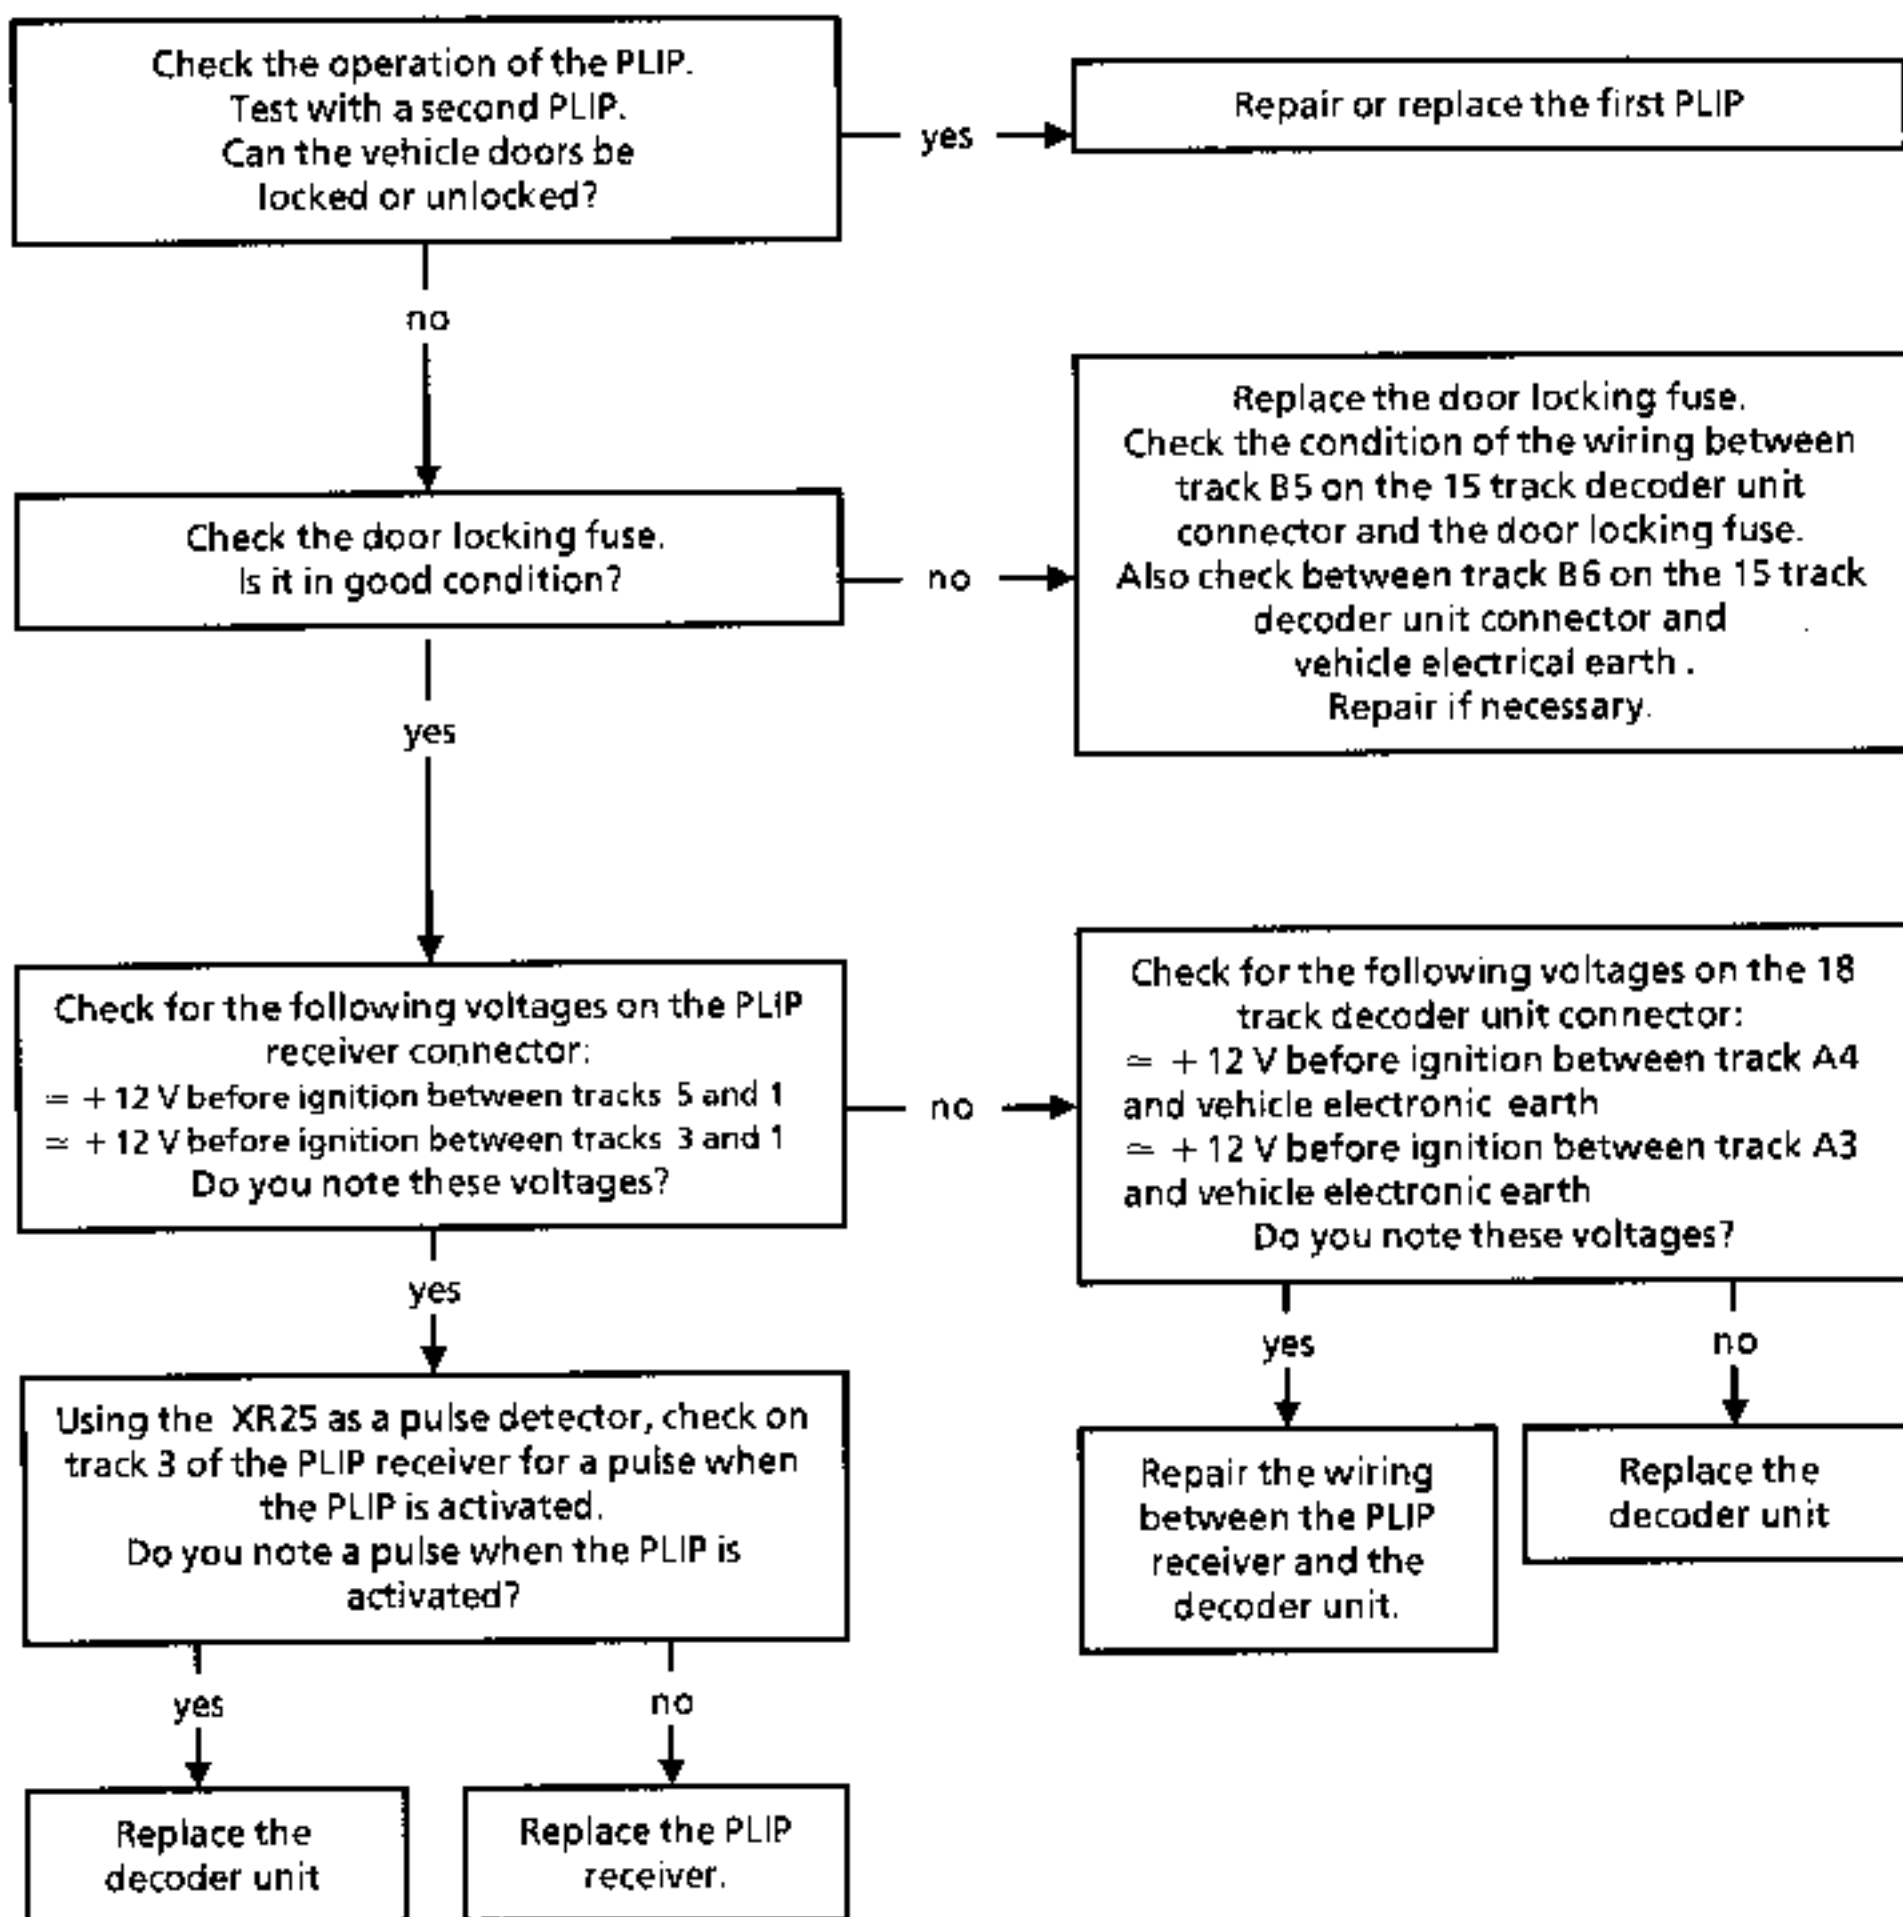 Check the operation of the PLIP.
Test with a second PLIP.
Can the vehicle doors be
locked or unlocked?
yes
Repair or replace the first PLIP
no
Check the door locking fuse.
Is it in good condition?
no
Replace the door locking fuse.
Check the condition of the wiring between
track B5 on the 15 track decoder unit
connector and the door locking fuse.
Also check between track B6 on the 15 track
decoder unit connector and
vehicle electrical earth .
Repair if necessary.
yes
Check for the following voltages on the PLIP
receiver connector:
= + 12 V before ignition between tracks 5 and 1
≃ + 12 V before ignition between tracks 3 and 1
Do you note these voltages?
no
Check for the following voltages on the 18
track decoder unit connector:
≃ + 12 V before ignition between track A4
and vehicle electronic earth
≃ + 12 V before ignition between track A3
and vehicle electronic earth
Do you note these voltages?
yes
no
Repair the wiring
between the PLIP
receiver and the
decoder unit.
Replace the
decoder unit
yes
Using the XR25 as a pulse detector, check on
track 3 of the PLIP receiver for a pulse when
the PLIP is activated.
Do you note a pulse when the PLIP is
activated?
yes
no
Replace the
decoder unit
Replace the PLIP
receiver.